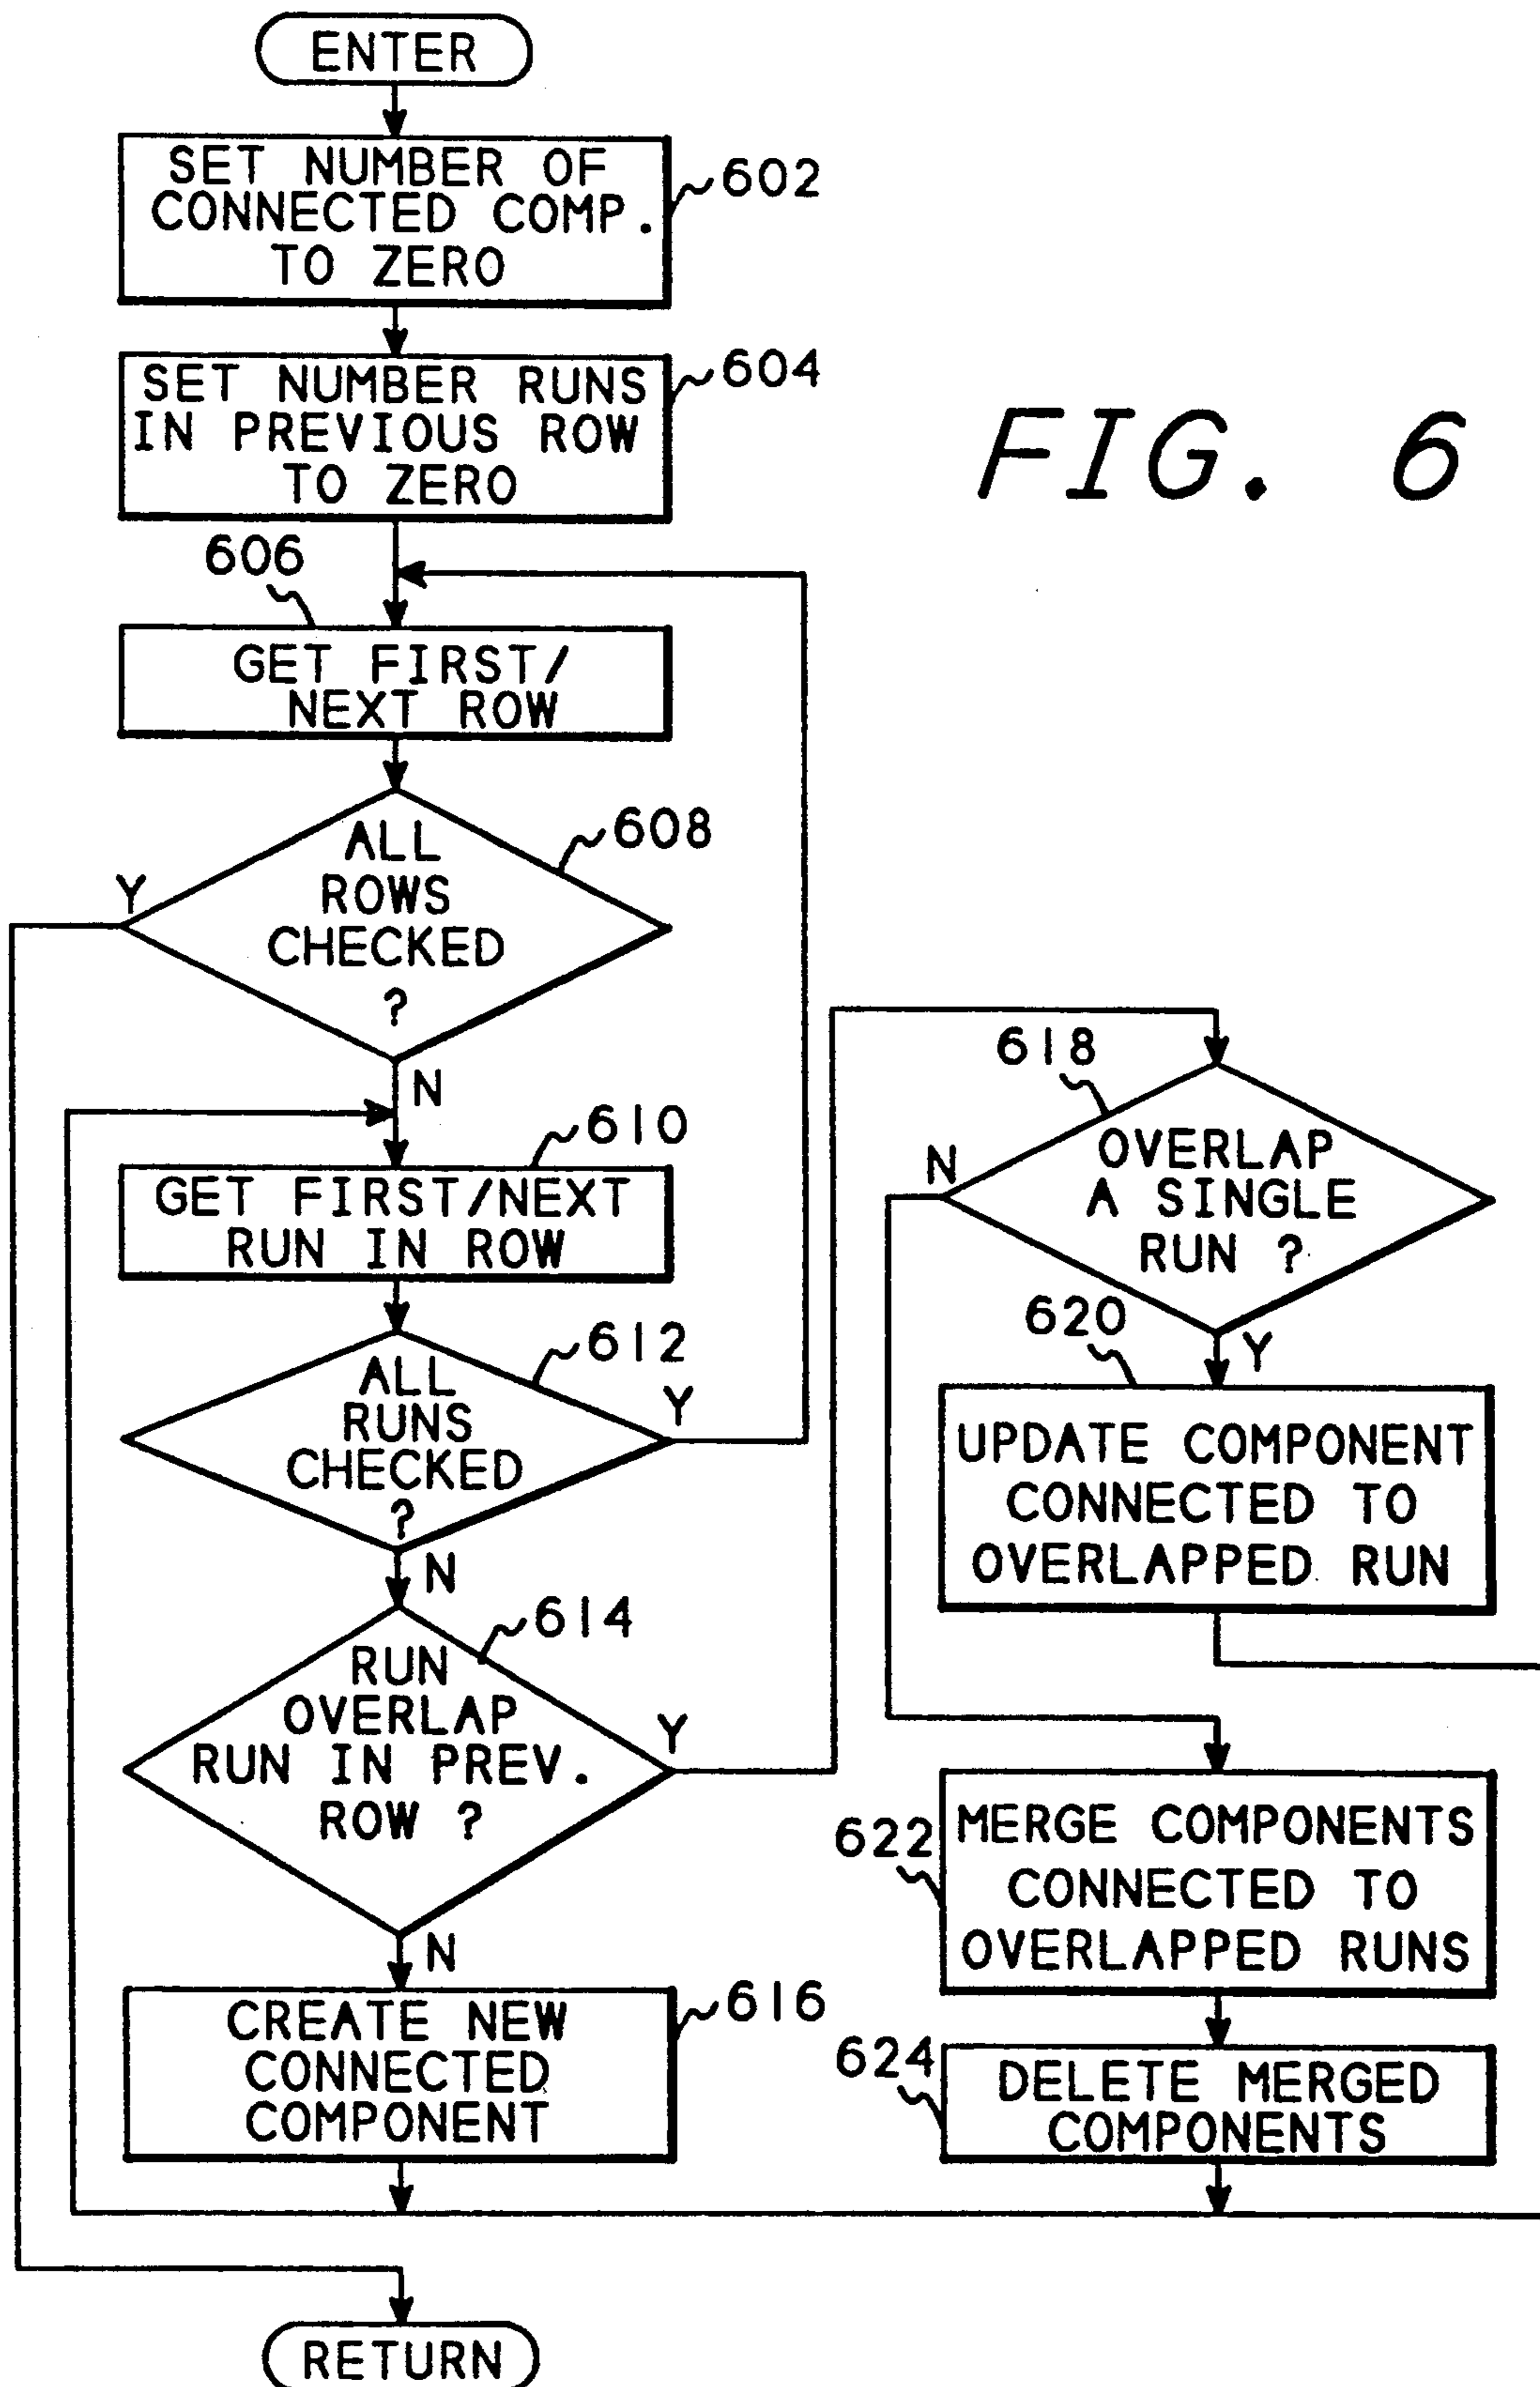 ENTER
SET NUMBER OF
CONNECTED COMP.
TO ZERO
602
SET NUMBER RUNS
IN PREVIOUS ROW
TO ZERO
604
FIG. 6
606
GET FIRST/
NEXT ROW
ALL
ROWS
CHECKED
?
608
Y
N
610
GET FIRST/NEXT
RUN IN ROW
ALL
RUNS
CHECKED
?
612
Y
N
RUN
OVERLAP
RUN IN PREV.
ROW ?
614
Y
N
CREATE NEW
CONNECTED
COMPONENT
616
618
OVERLAP
A SINGLE
RUN ?
N
Y
620
UPDATE COMPONENT
CONNECTED TO
OVERLAPPED RUN
622
MERGE COMPONENTS
CONNECTED TO
OVERLAPPED RUNS
624
DELETE MERGED
COMPONENTS
RETURN